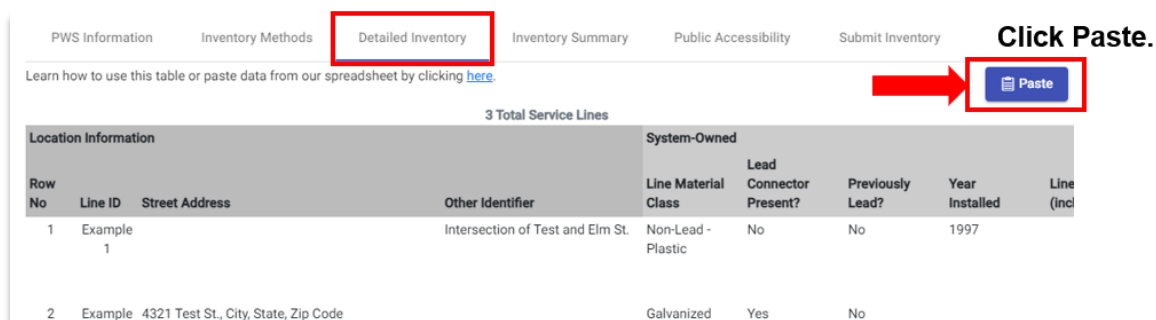 PWS Information Inventory Methods Detailed Inventory Inventory Summary Public Accessibility Submit Inventory Click Paste.
Learn how to use this table or paste data from our spreadsheet by clicking here. Paste
3 Total Service Lines
Location Information System-Owned
Row No Line ID Street Address Other Identifier Line Material Class Lead Connector Present? Previously Lead? Year Installed Line (incl
1 Example 1 Intersection of Test and Elm St. Non-Lead - Plastic No No 1997
2 Example 4321 Test St., City, State, Zip Code Galvanized Yes No